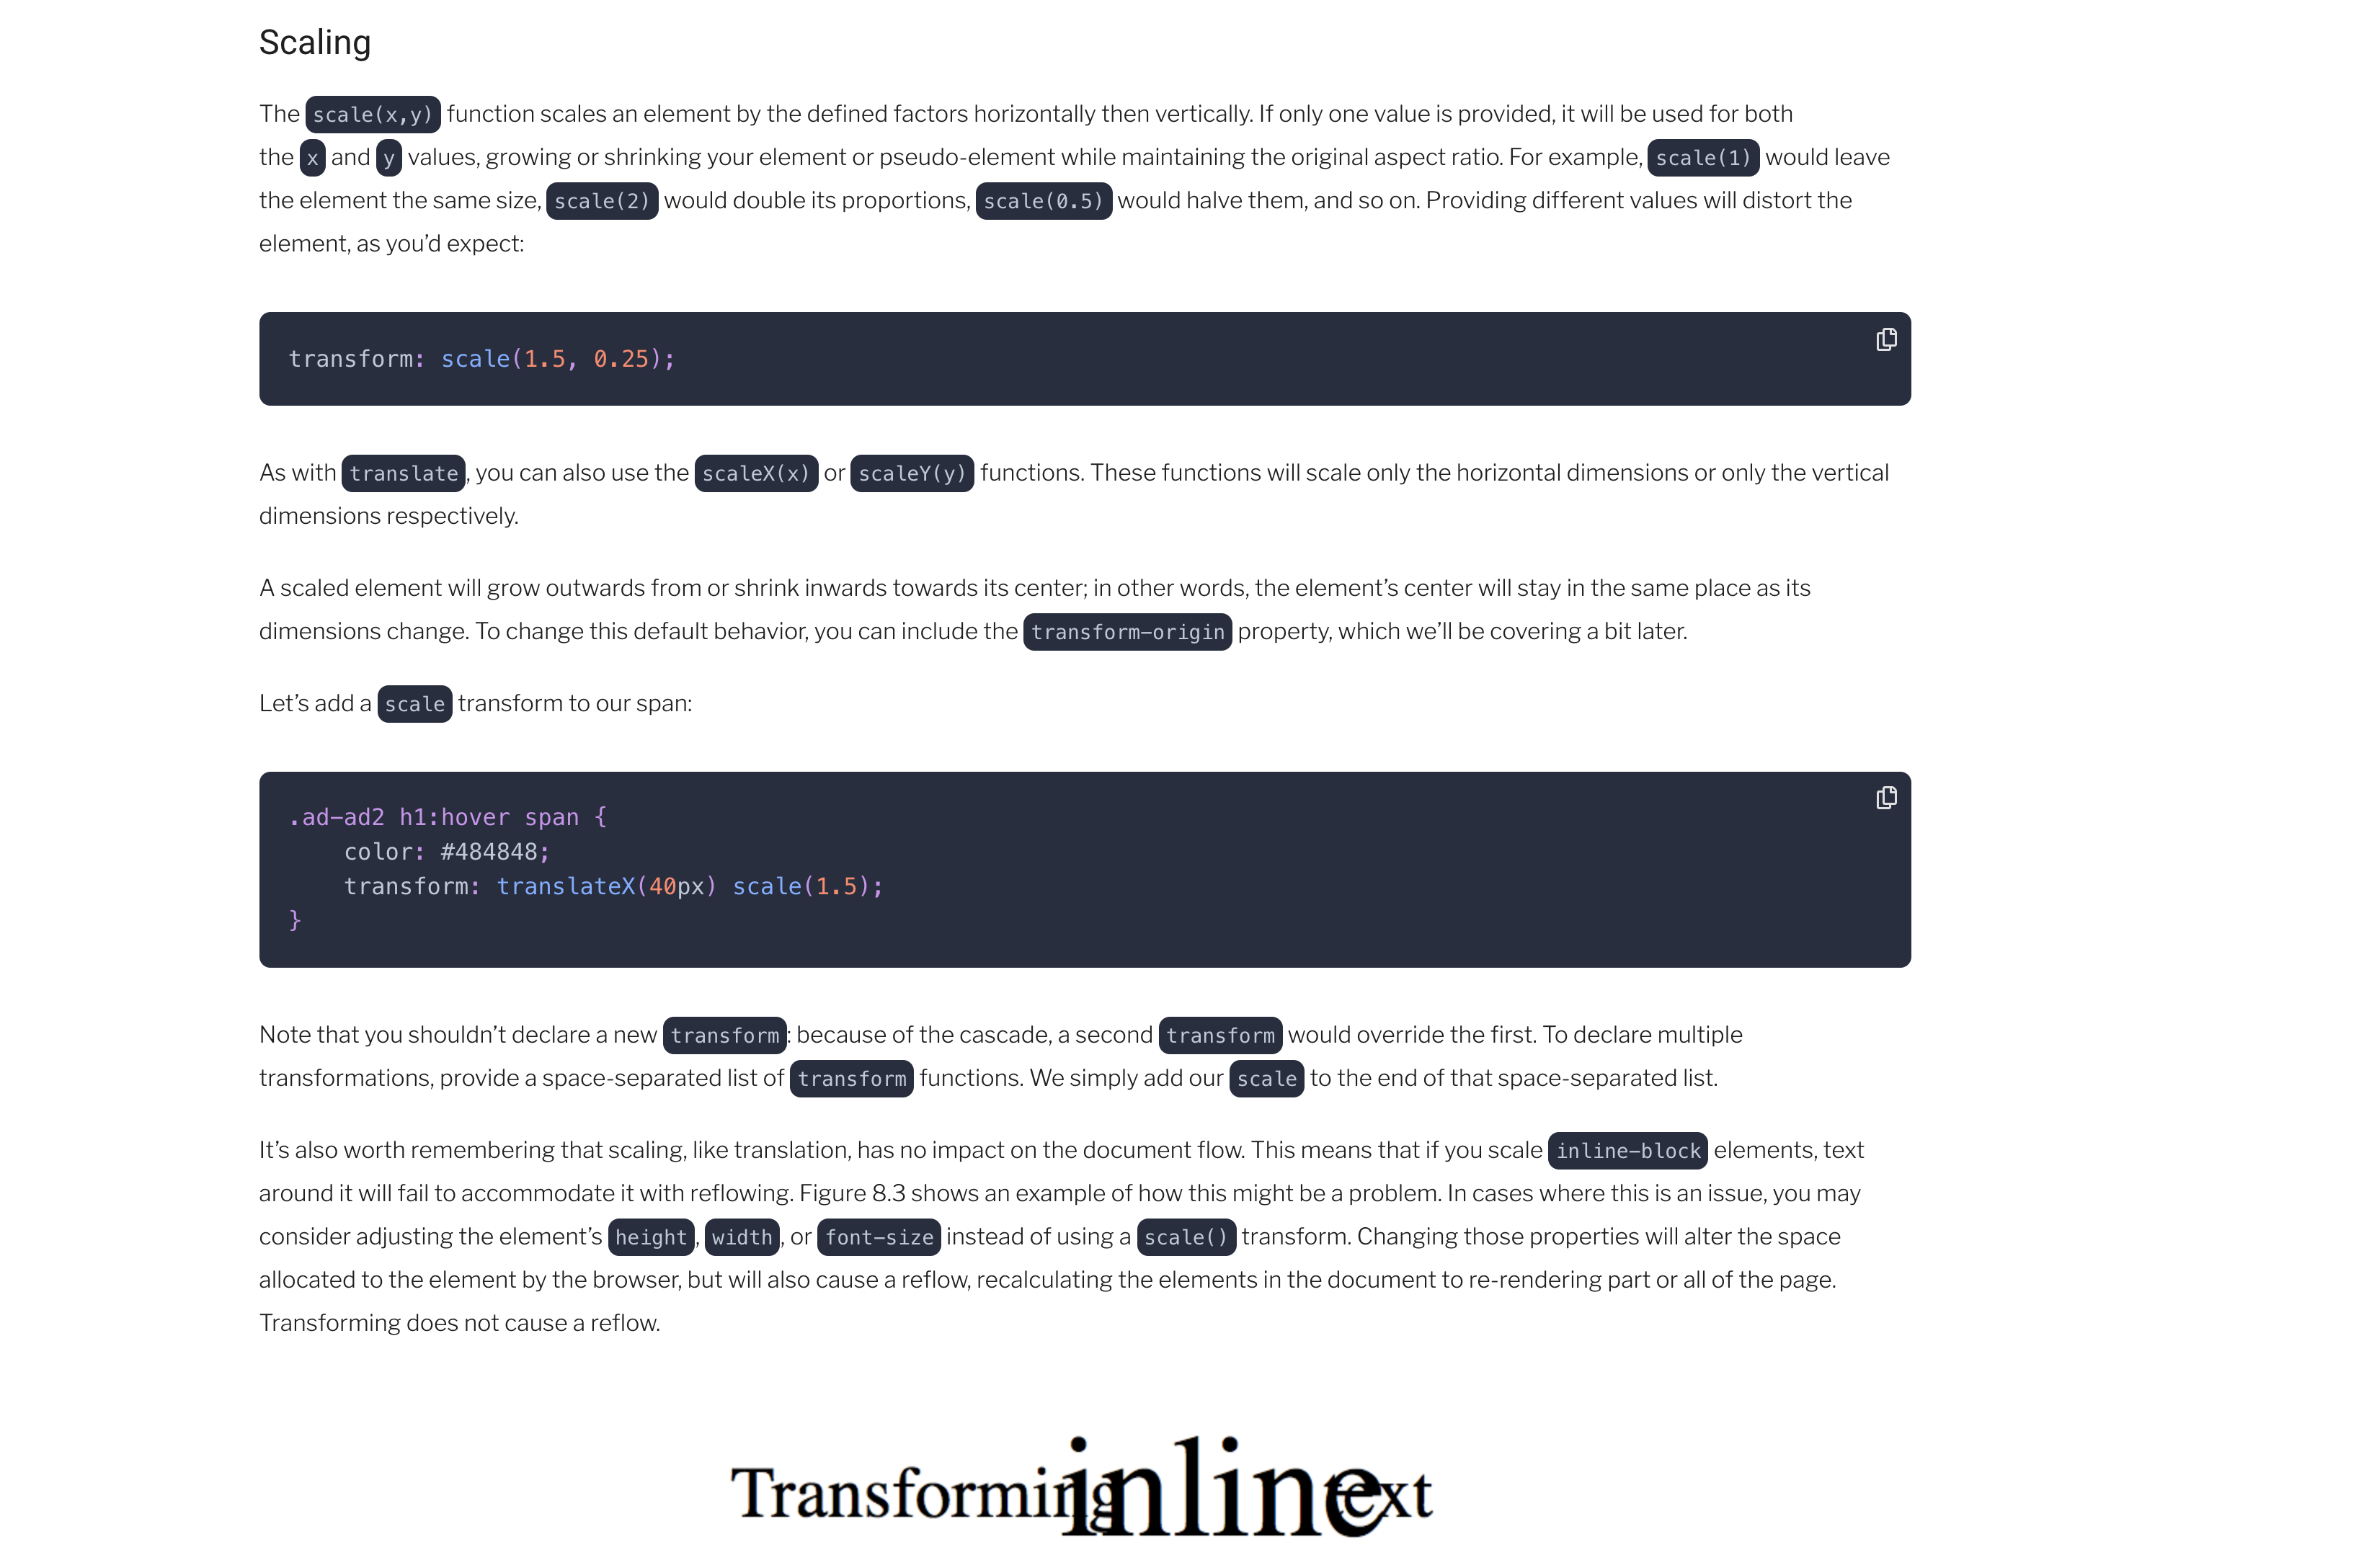 Scaling
The scale(x,y) function scales an element by the defined factors horizontally then vertically. If only one value is provided, it will be used for both
the x and y values, growing or shrinking your element or pseudo-element while maintaining the original aspect ratio. For example, scale(1) would leave
the element the same size, scale(2) would double its proportions, scale(0.5) would halve them, and so on. Providing different values will distort the
element, as you’d expect:
transform: scale(1.5, 0.25);
As with translate, you can also use the scaleX(x) or scaleY(y) functions. These functions will scale only the horizontal dimensions or only the vertical
dimensions respectively.
A scaled element will grow outwards from or shrink inwards towards its center; in other words, the element’s center will stay in the same place as its
dimensions change. To change this default behavior, you can include the transform-origin property, which we’ll be covering a bit later.
Let’s add a scale transform to our span:
.ad-ad2 h1:hover span {
    color: #484848;
    transform: translateX(40px) scale(1.5);
}
Note that you shouldn’t declare a new transform: because of the cascade, a second transform would override the first. To declare multiple
transformations, provide a space-separated list of transform functions. We simply add our scale to the end of that space-separated list.
It’s also worth remembering that scaling, like translation, has no impact on the document flow. This means that if you scale inline-block elements, text
around it will fail to accommodate it with reflowing. Figure 8.3 shows an example of how this might be a problem. In cases where this is an issue, you may
consider adjusting the element’s height, width, or font-size instead of using a scale() transform. Changing those properties will alter the space
allocated to the element by the browser, but will also cause a reflow, recalculating the elements in the document to re-rendering part or all of the page.
Transforming does not cause a reflow.
Transforming inline text